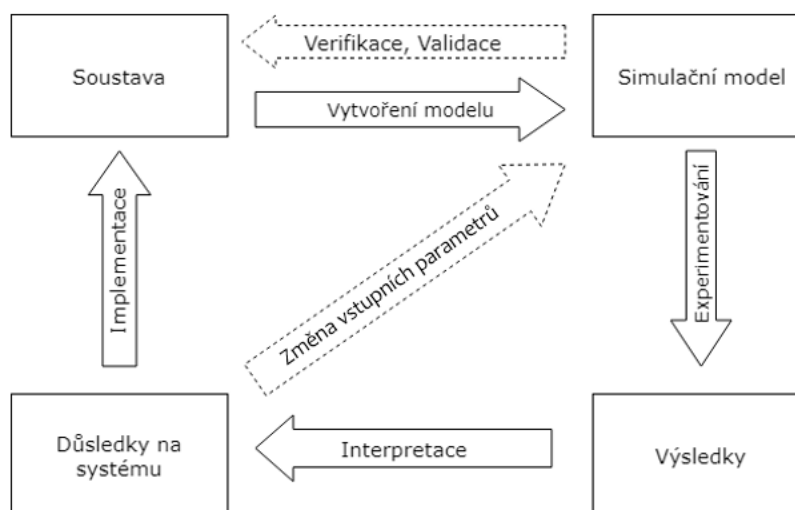 Verifikace, Validace
Soustava
Simulační model
Vytvoření modelu
Implementace
Změna vstupních parametrů
Experimentování
Důsledky na
systému
Interpretace
Výsledky